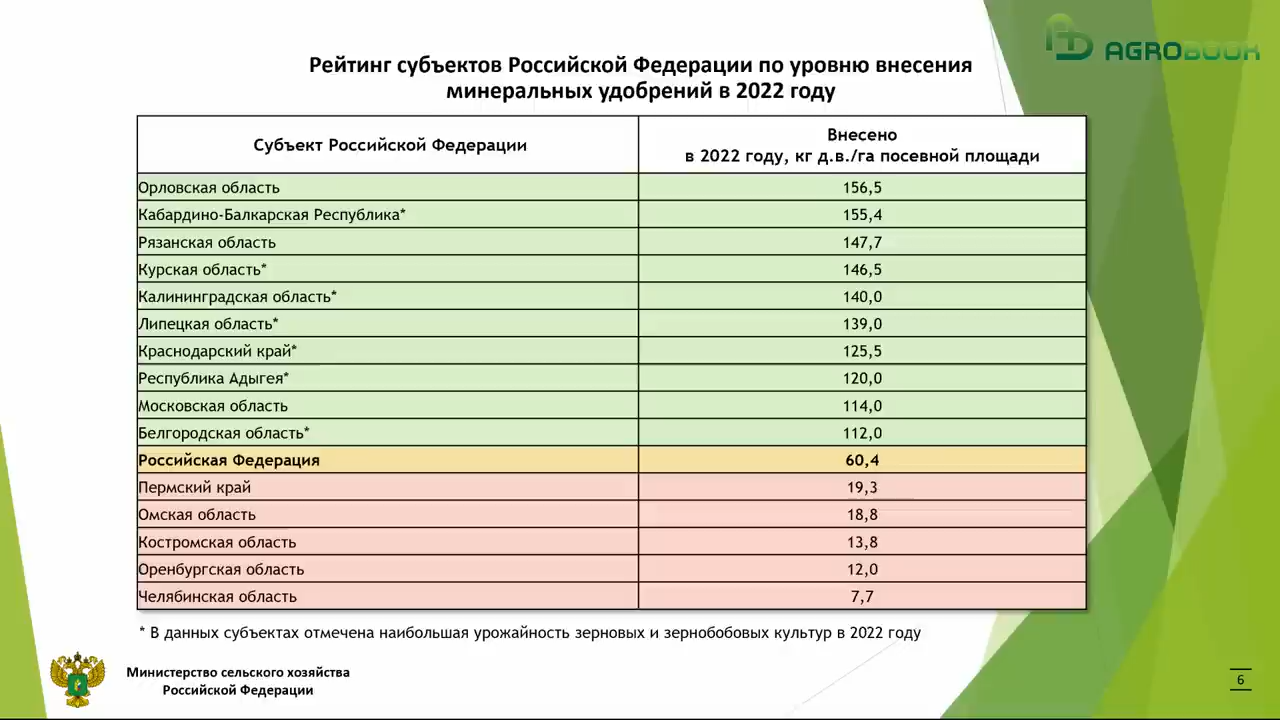 AGROBOOK
Рейтинг субъектов Российской Федерации по уровню внесения
минеральных удобрений в 2022 году
Субъект Российской Федерации
Внесено
в 2022 году, кг д.в./га посевной площади
Орловская область 156,5
Кабардино-Балкарская Республика* 155,4
Рязанская область 147,7
Курская область* 146,5
Калининградская область* 140,0
Липецкая область* 139,0
Краснодарский край* 125,5
Республика Адыгея* 120,0
Московская область 114,0
Белгородская область* 112,0
Российская Федерация 60,4
Пермский край 19,3
Омская область 18,8
Костромская область 13,8
Оренбургская область 12,0
Челябинская область 7,7
* В данных субъектах отмечена наибольшая урожайность зерновых и зернобобовых культур в 2022 году
Министерство сельского хозяйства
Российской Федерации
6